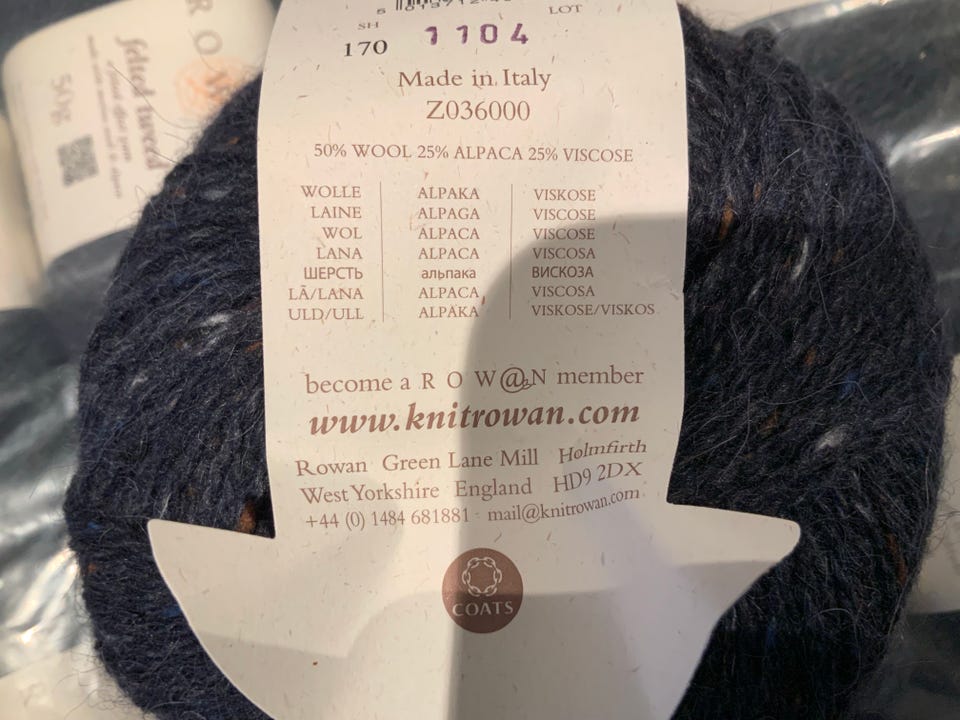 SH
LOT
170 1104
Made in Italy
Z036000
50% WOOL 25% ALPACA 25% VISCOSE
WOLLE ALPAKA VISKOSE
LAINE ALPAGA VISCOSE
WOL ALPACA VISCOSE
LANA ALPACA VISCOSA
ШЕРСТЬ альпака ВИСКОЗА
LÃ/LANA ALPACA VISCOSA
ULD/ULL ALPAKA VISKOSE/VISKOS
become a ROW@N member
www.knitrowan.com
Rowan Green Lane Mill Holmfirth
West Yorkshire England HD9 2DX
+44 (0) 1484 681881 mail@knitrowan.com
COATS
ROW
felted tweed
50g